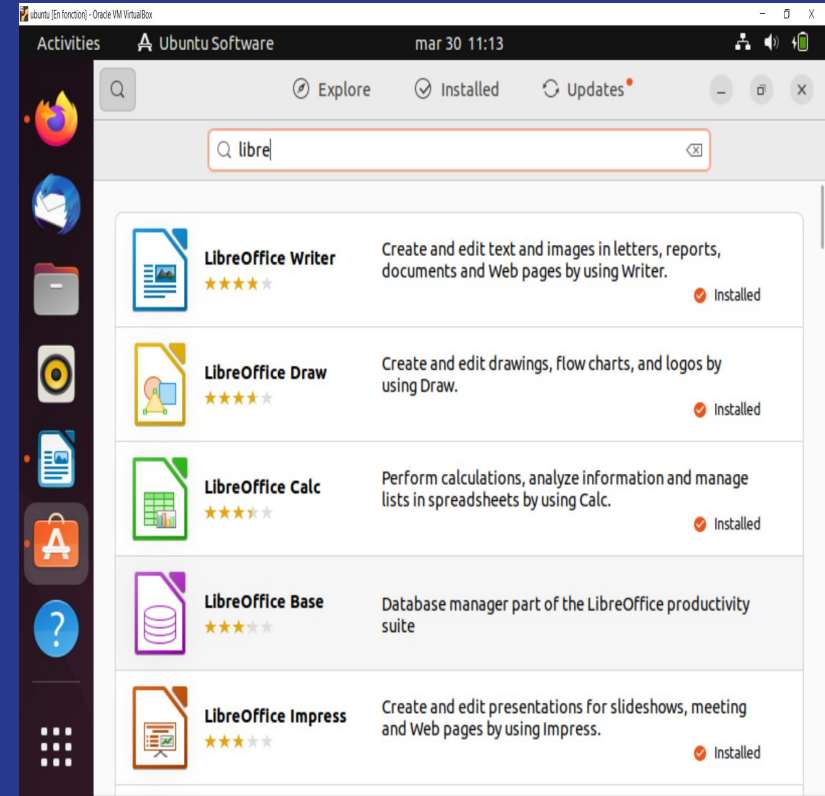 ubuntu [En fonction] - Oracle VM VirtualBox
Activities Ubuntu Software mar 30 11:13
Explore Installed Updates
libre
LibreOffice Writer
Create and edit text and images in letters, reports,
documents and Web pages by using Writer.
Installed
LibreOffice Draw
Create and edit drawings, flow charts, and logos by
using Draw.
Installed
LibreOffice Calc
Perform calculations, analyze information and manage
lists in spreadsheets by using Calc.
Installed
LibreOffice Base
Database manager part of the LibreOffice productivity
suite
LibreOffice Impress
Create and edit presentations for slideshows, meeting
and Web pages by using Impress.
Installed